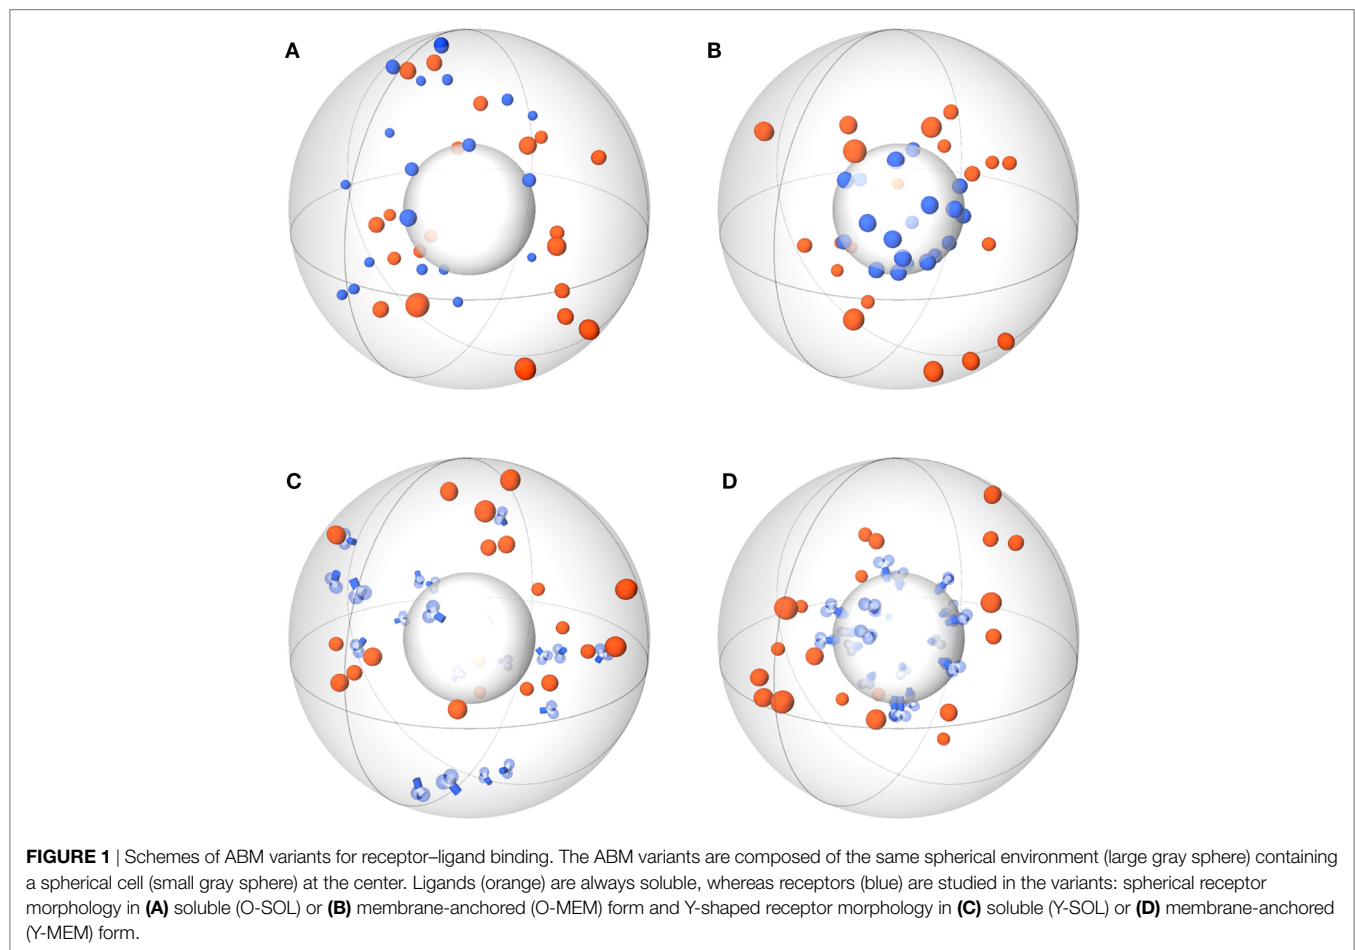 A
B
C
D
FIGURE 1 | Schemes of ABM variants for receptor–ligand binding. The ABM variants are composed of the same spherical environment (large gray sphere) containing
a spherical cell (small gray sphere) at the center. Ligands (orange) are always soluble, whereas receptors (blue) are studied in the variants: spherical receptor
morphology in (A) soluble (O-SOL) or (B) membrane-anchored (O-MEM) form and Y-shaped receptor morphology in (C) soluble (Y-SOL) or (D) membrane-anchored
(Y-MEM) form.